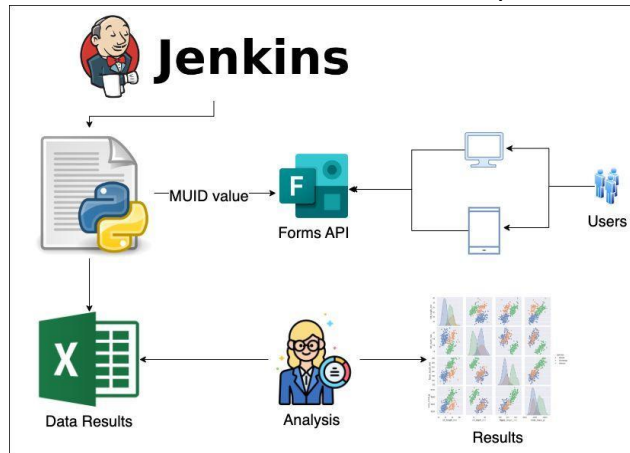 Jenkins
MUID value
F
Forms API
Users
X
Data Results
Analysis
Results